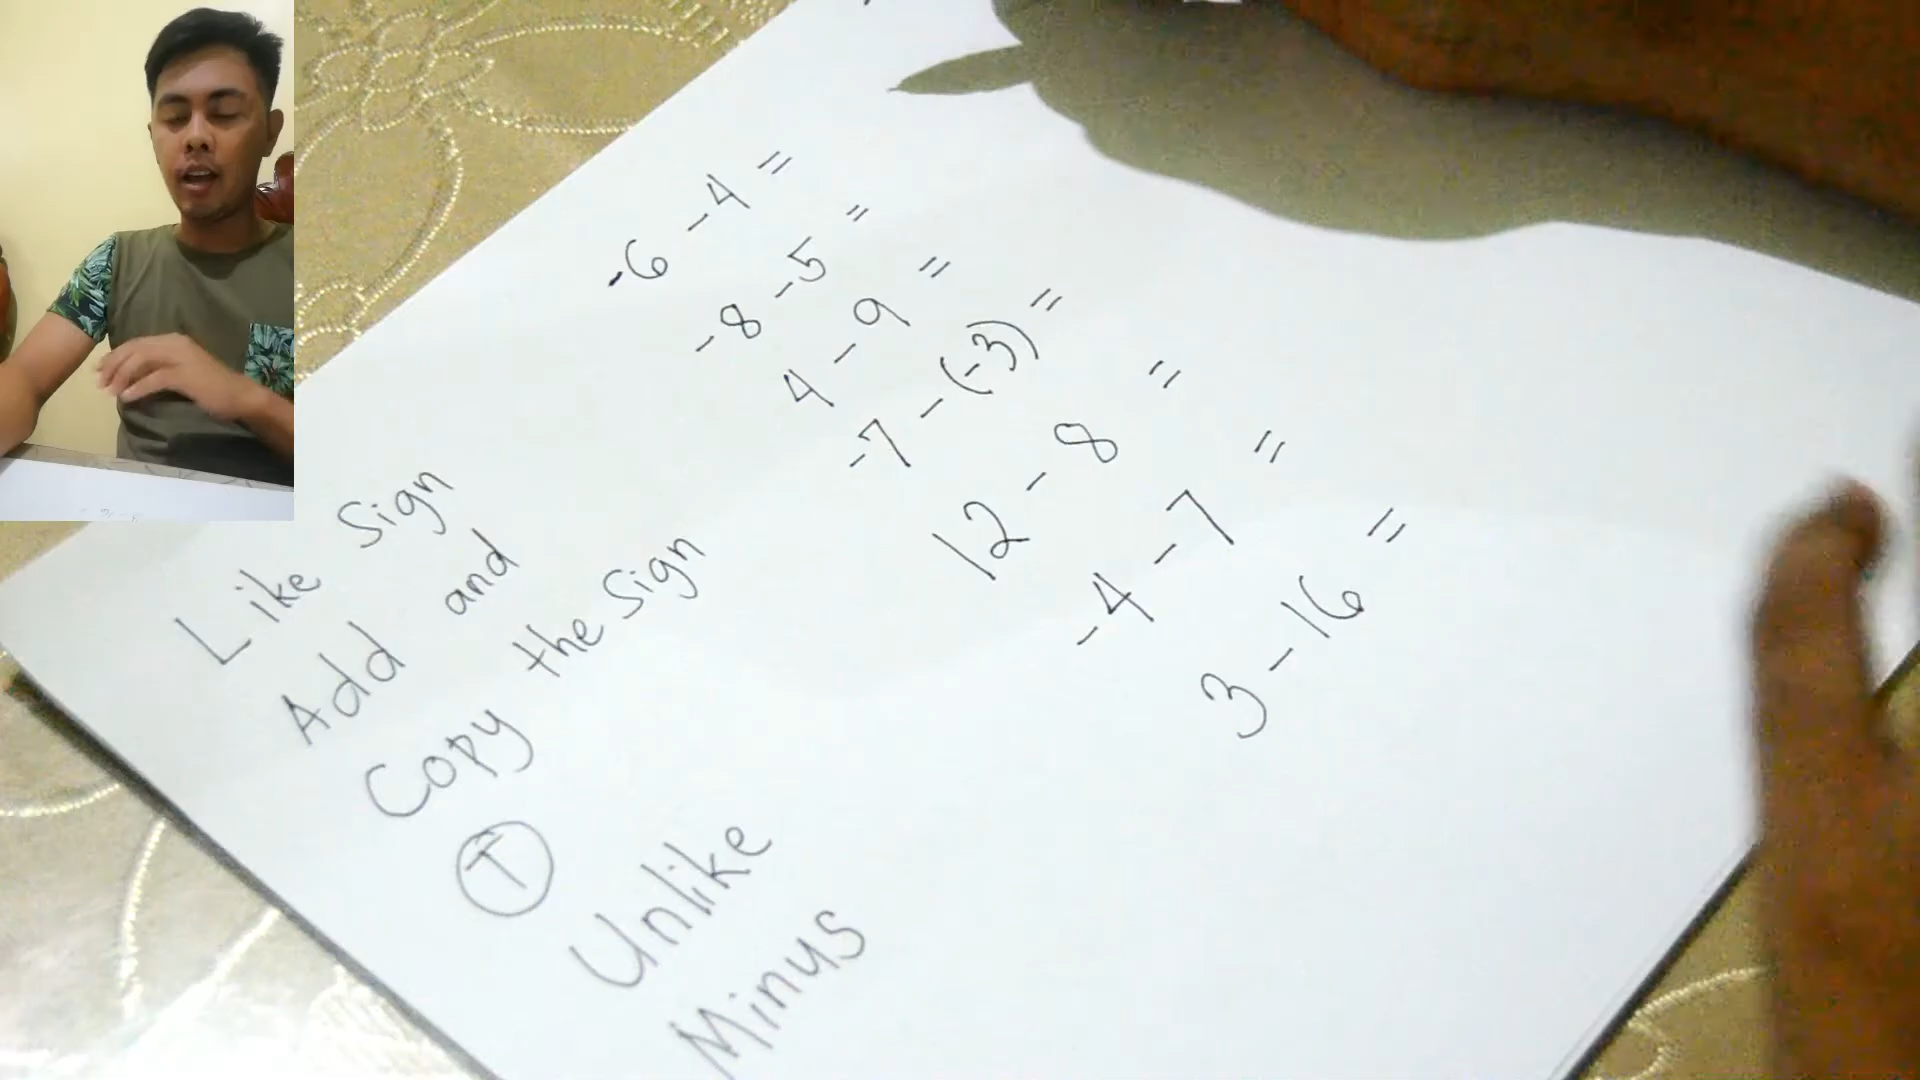 -6 -4 =
-8 -5 =
4 - 9 =
-7 - (-3) =
12 - 8 =
-4 -7 =
3 -16 =
Like Sign
Add and
Copy the Sign
T
Unlike
Minus